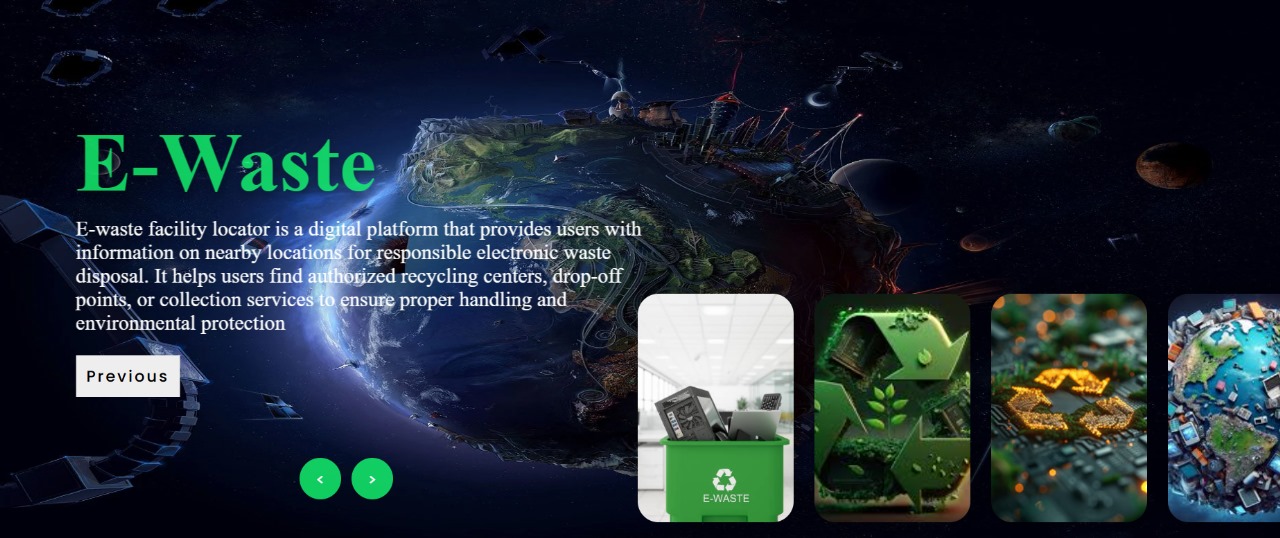 E-Waste
E-waste facility locator is a digital platform that provides users with
information on nearby locations for responsible electronic waste
disposal. It helps users find authorized recycling centers, drop-off
points, or collection services to ensure proper handling and
environmental protection
Previous
< >
E-WASTE